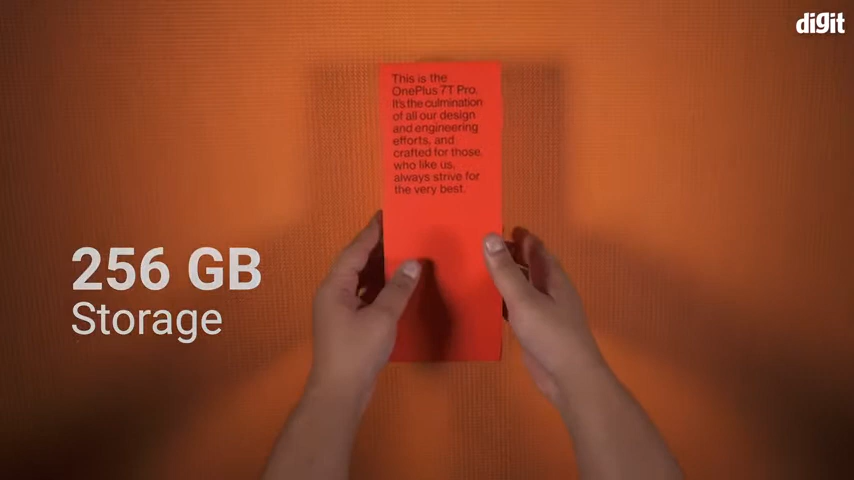 digit
This is the
OnePlus 7T Pro.
It's the culmination
of all our design
and engineering
efforts, and
crafted for those,
who like us,
always strive for
the very best.
256 GB
Storage